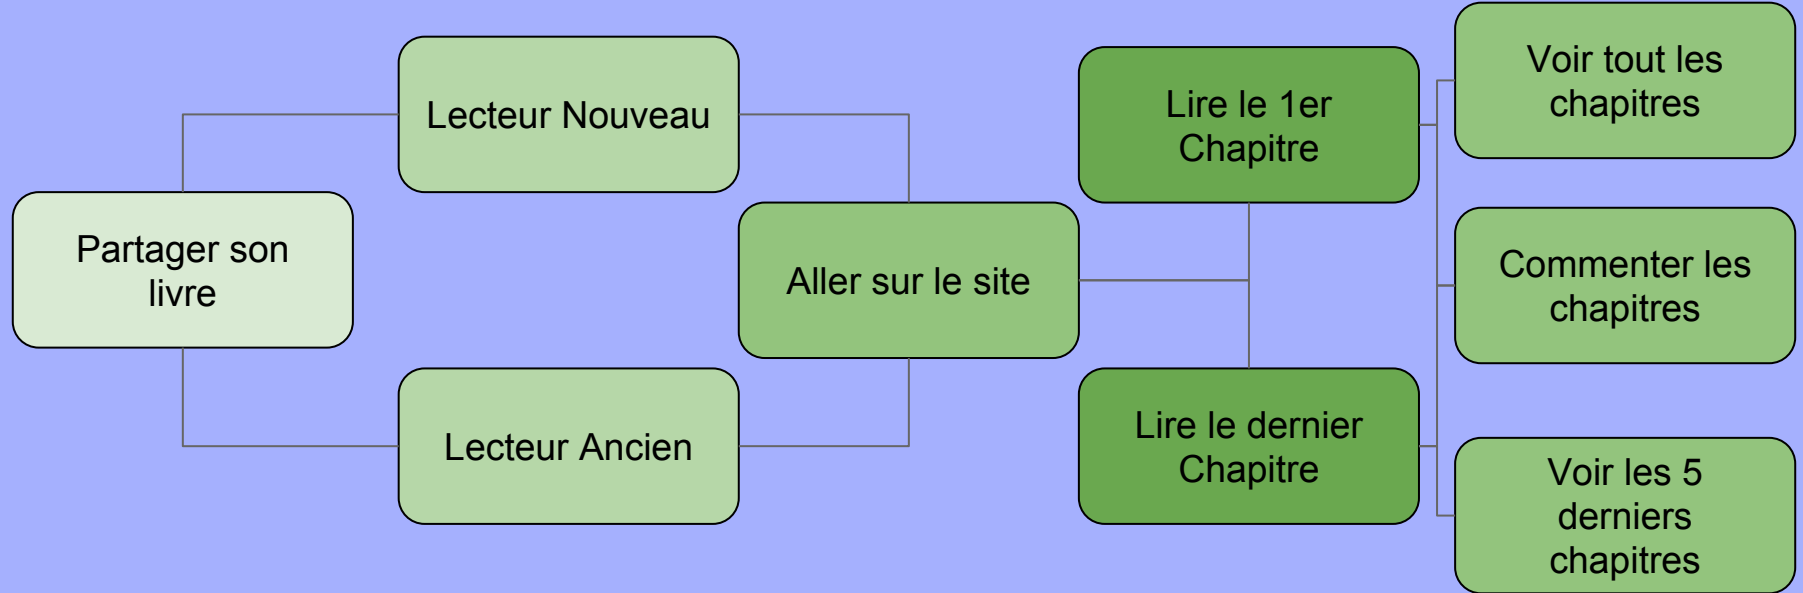 Partager son
livre
Lecteur Nouveau
Lecteur Ancien
Aller sur le site
Lire le 1er
Chapitre
Lire le dernier
Chapitre
Voir tout les
chapitres
Commenter les
chapitres
Voir les 5
derniers
chapitres